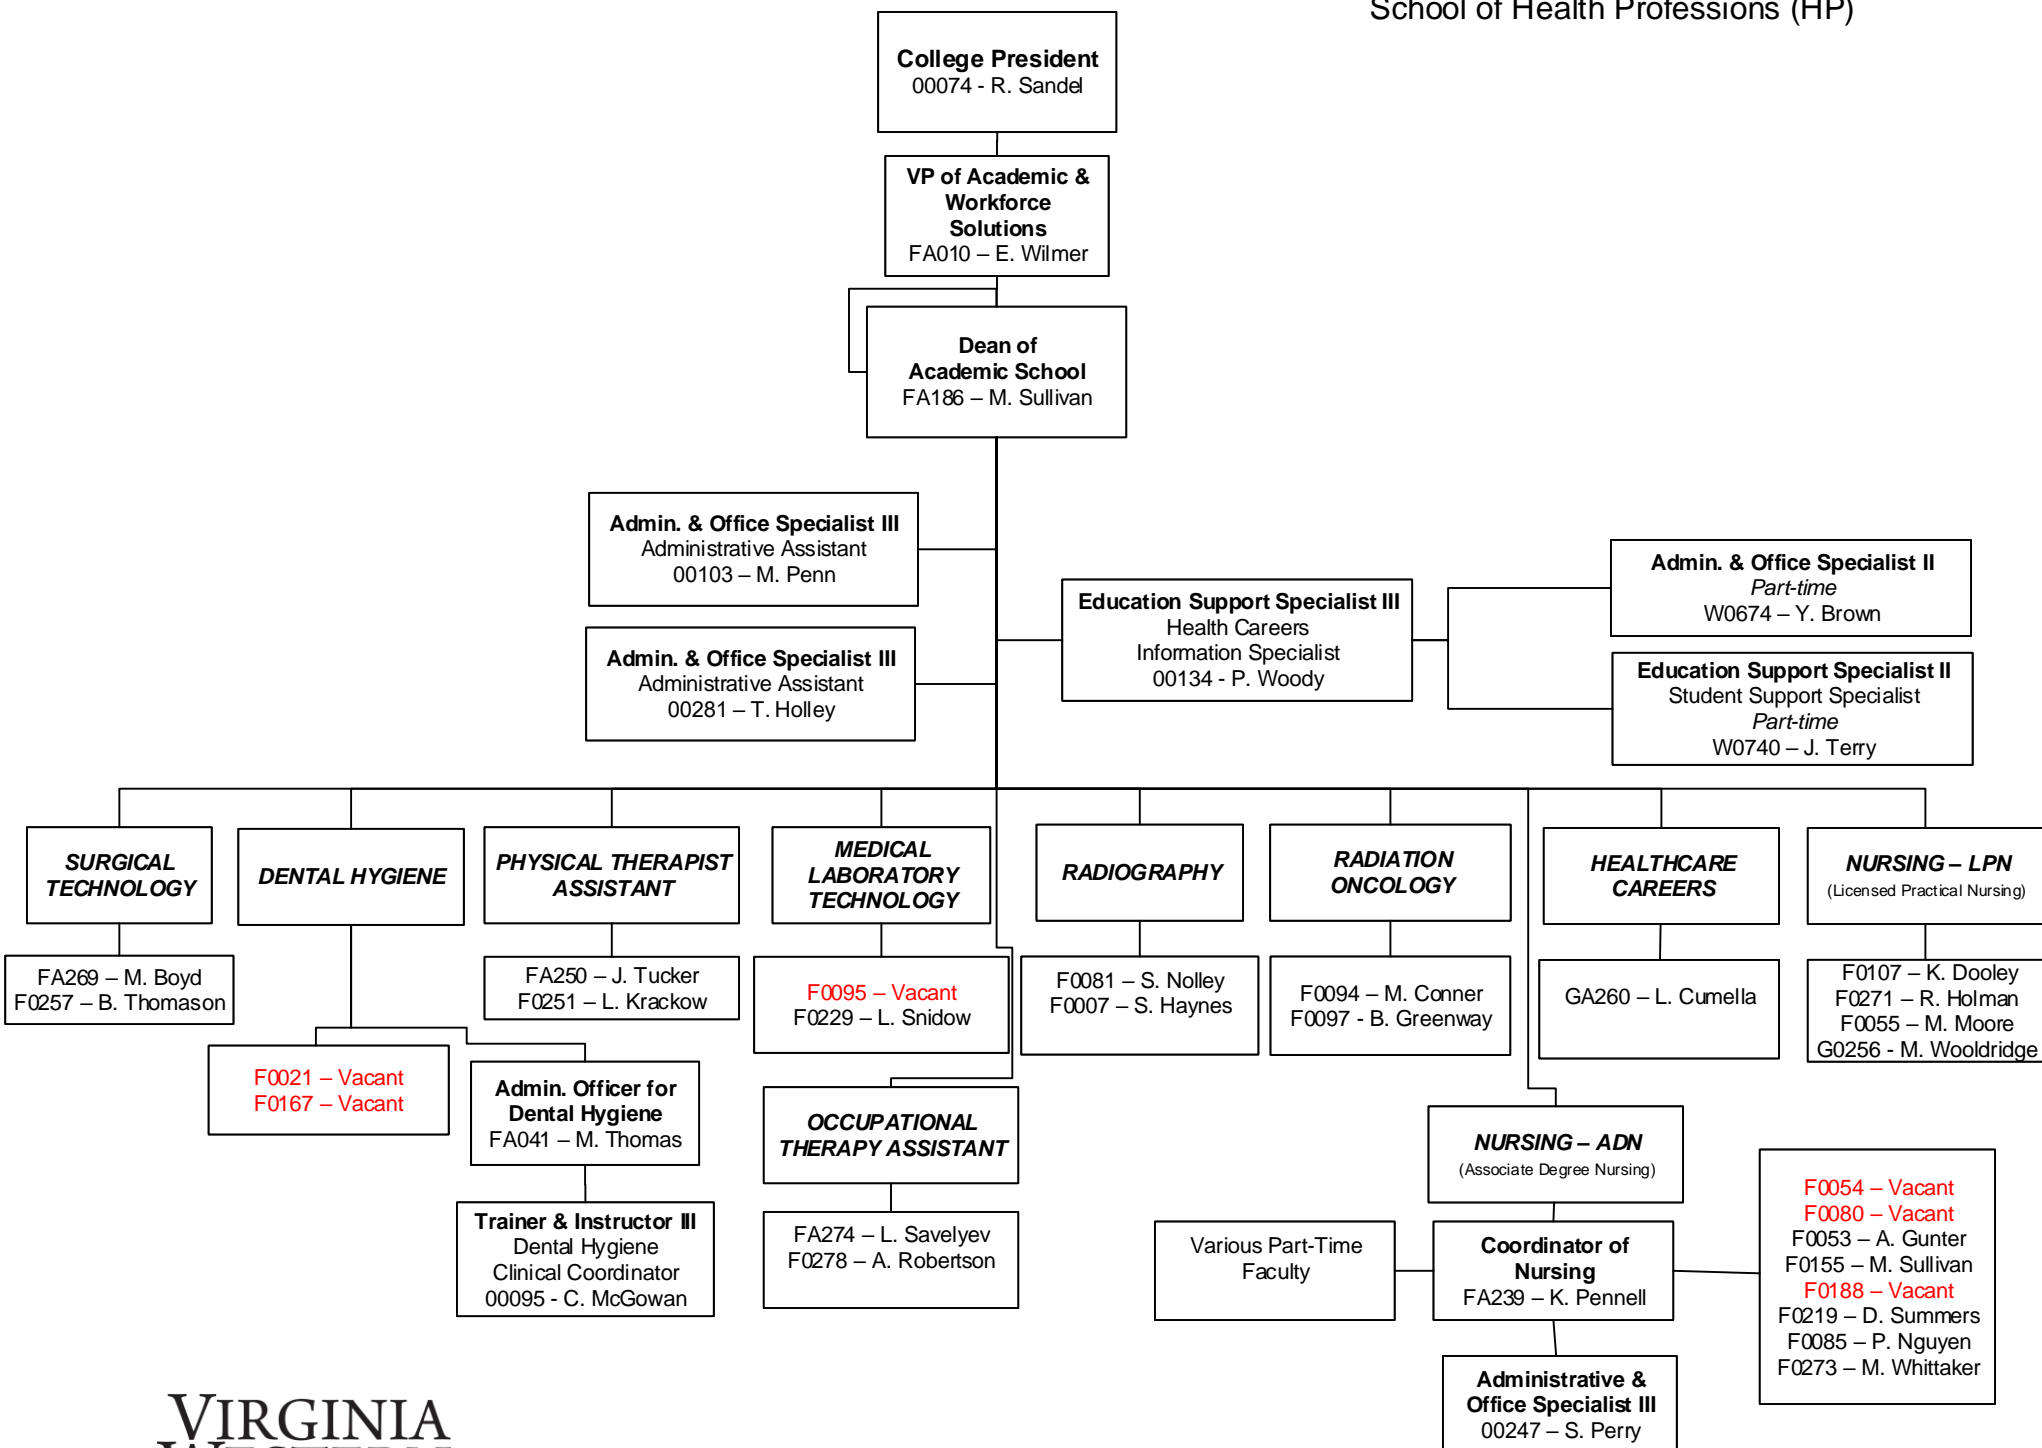 School of Health Professions (HP)
College President
00074 - R. Sandel
VP of Academic &
Workforce
Solutions
FA010 – E. Wilmer
Dean of
Academic School
FA186 – M. Sullivan
Admin. & Office Specialist III
Administrative Assistant
00103 – M. Penn
Admin. & Office Specialist III
Administrative Assistant
00281 – T. Holley
Education Support Specialist III
Health Careers
Information Specialist
00134 - P. Woody
Admin. & Office Specialist II
Part-time
W0674 – Y. Brown
Education Support Specialist II
Student Support Specialist
Part-time
W0740 – J. Terry
SURGICAL
TECHNOLOGY
FA269 – M. Boyd
F0257 – B. Thomason
DENTAL HYGIENE
F0021 – Vacant
F0167 – Vacant
Admin. Officer for
Dental Hygiene
FA041 – M. Thomas
Trainer & Instructor III
Dental Hygiene
Clinical Coordinator
00095 - C. McGowan
PHYSICAL THERAPIST
ASSISTANT
FA250 – J. Tucker
F0251 – L. Krackow
MEDICAL
LABORATORY
TECHNOLOGY
F0095 – Vacant
F0229 – L. Snidow
OCCUPATIONAL
THERAPY ASSISTANT
FA274 – L. Savelyev
F0278 – A. Robertson
RADIOGRAPHY
F0081 – S. Nolley
F0007 – S. Haynes
RADIATION
ONCOLOGY
F0094 – M. Conner
F0097 - B. Greenway
HEALTHCARE
CAREERS
GA260 – L. Cumella
NURSING – LPN
(Licensed Practical Nursing)
F0107 – K. Dooley
F0271 – R. Holman
F0055 – M. Moore
G0256 - M. Wooldridge
NURSING – ADN
(Associate Degree Nursing)
Various Part-Time
Faculty
Coordinator of
Nursing
FA239 – K. Pennell
F0054 – Vacant
F0080 – Vacant
F0053 – A. Gunter
F0155 – M. Sullivan
F0188 – Vacant
F0219 – D. Summers
F0085 – P. Nguyen
F0273 – M. Whittaker
Administrative &
Office Specialist III
00247 – S. Perry
VIRGINIA
WESTERN